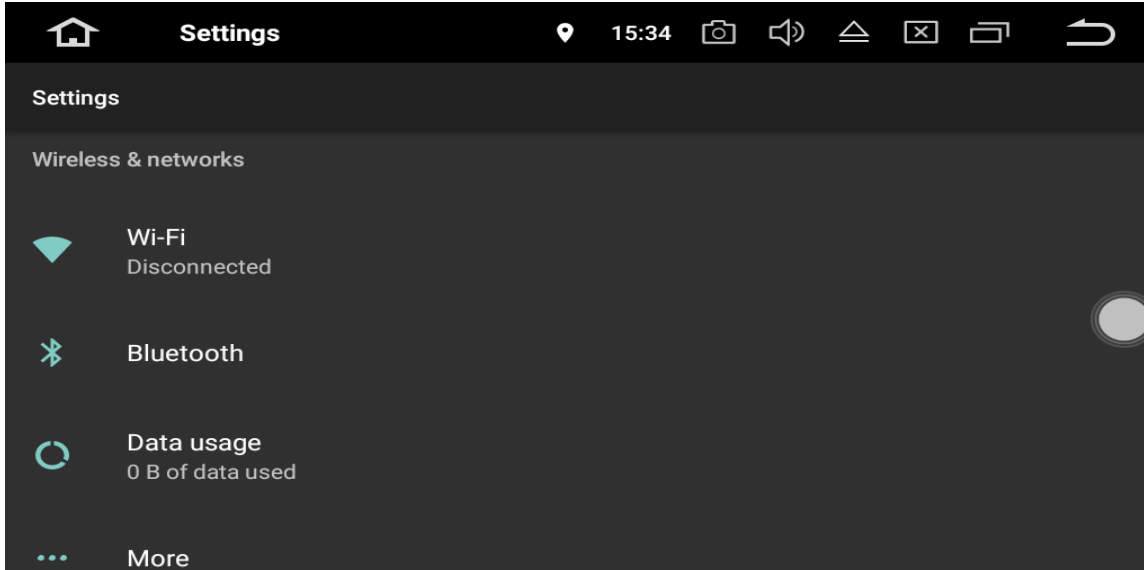 Settings 15:34
Settings
Wireless & networks
Wi-Fi
Disconnected
Bluetooth
Data usage
0 B of data used
More